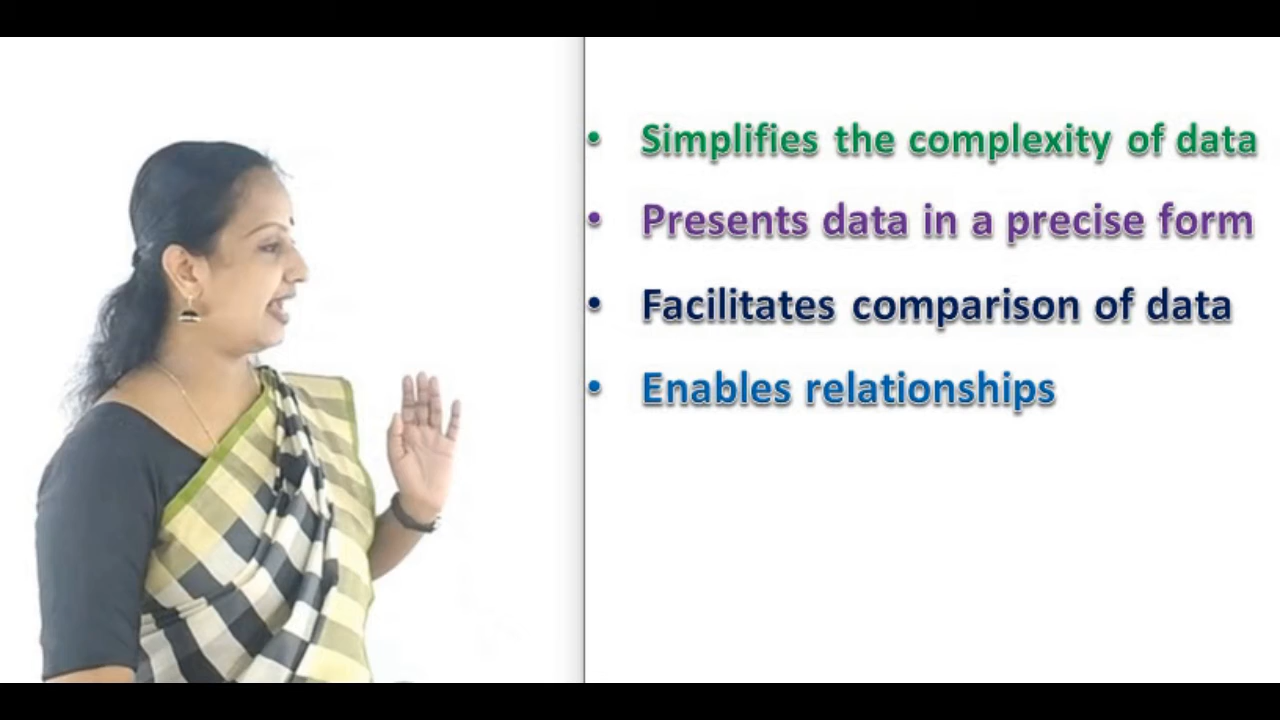 • Simplifies the complexity of data
• Presents data in a precise form
• Facilitates comparison of data
• Enables relationships